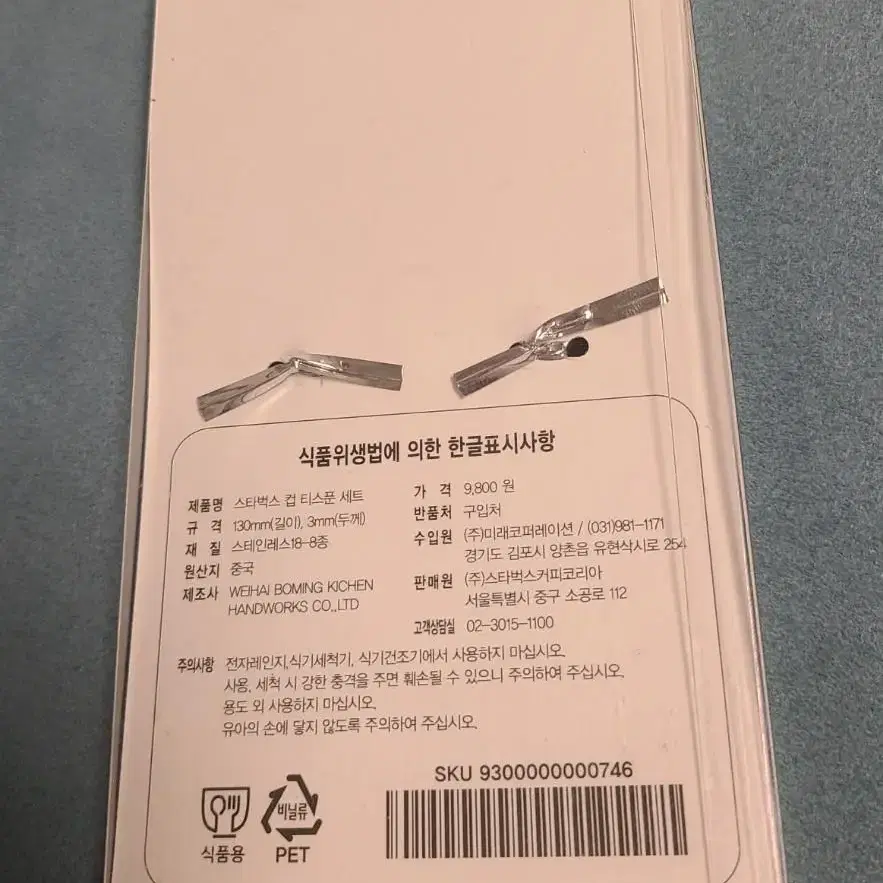 식품위생법에 의한 한글표시사항
제품명 스타벅스 컵 티스푼 세트
규 격 130mm(길이), 3mm(두께)
재 질 스테인레스18-8종
원산지 중국
제조사 WEIHAI BOMING KICHEN
HANDWORKS CO.,LTD
가 격 9,800 원
반품처 구입처
수입원 (주)미래코퍼레이션 / (031)981-1171
경기도 김포시 양촌읍 유현삭시로 254
판매원 (주)스타벅스커피코리아
서울특별시 중구 소공로 112
고객상담실 02-3015-1100
주의사항 전자레인지,식기세척기, 식기건조기에서 사용하지 마십시오.
사용, 세척 시 강한 충격을 주면 훼손될 수 있으니 주의하여 주십시오.
용도 외 사용하지 마십시오.
유아의 손에 닿지 않도록 주의하여 주십시오.
SKU 9300000000746
비닐류
식품용 PET